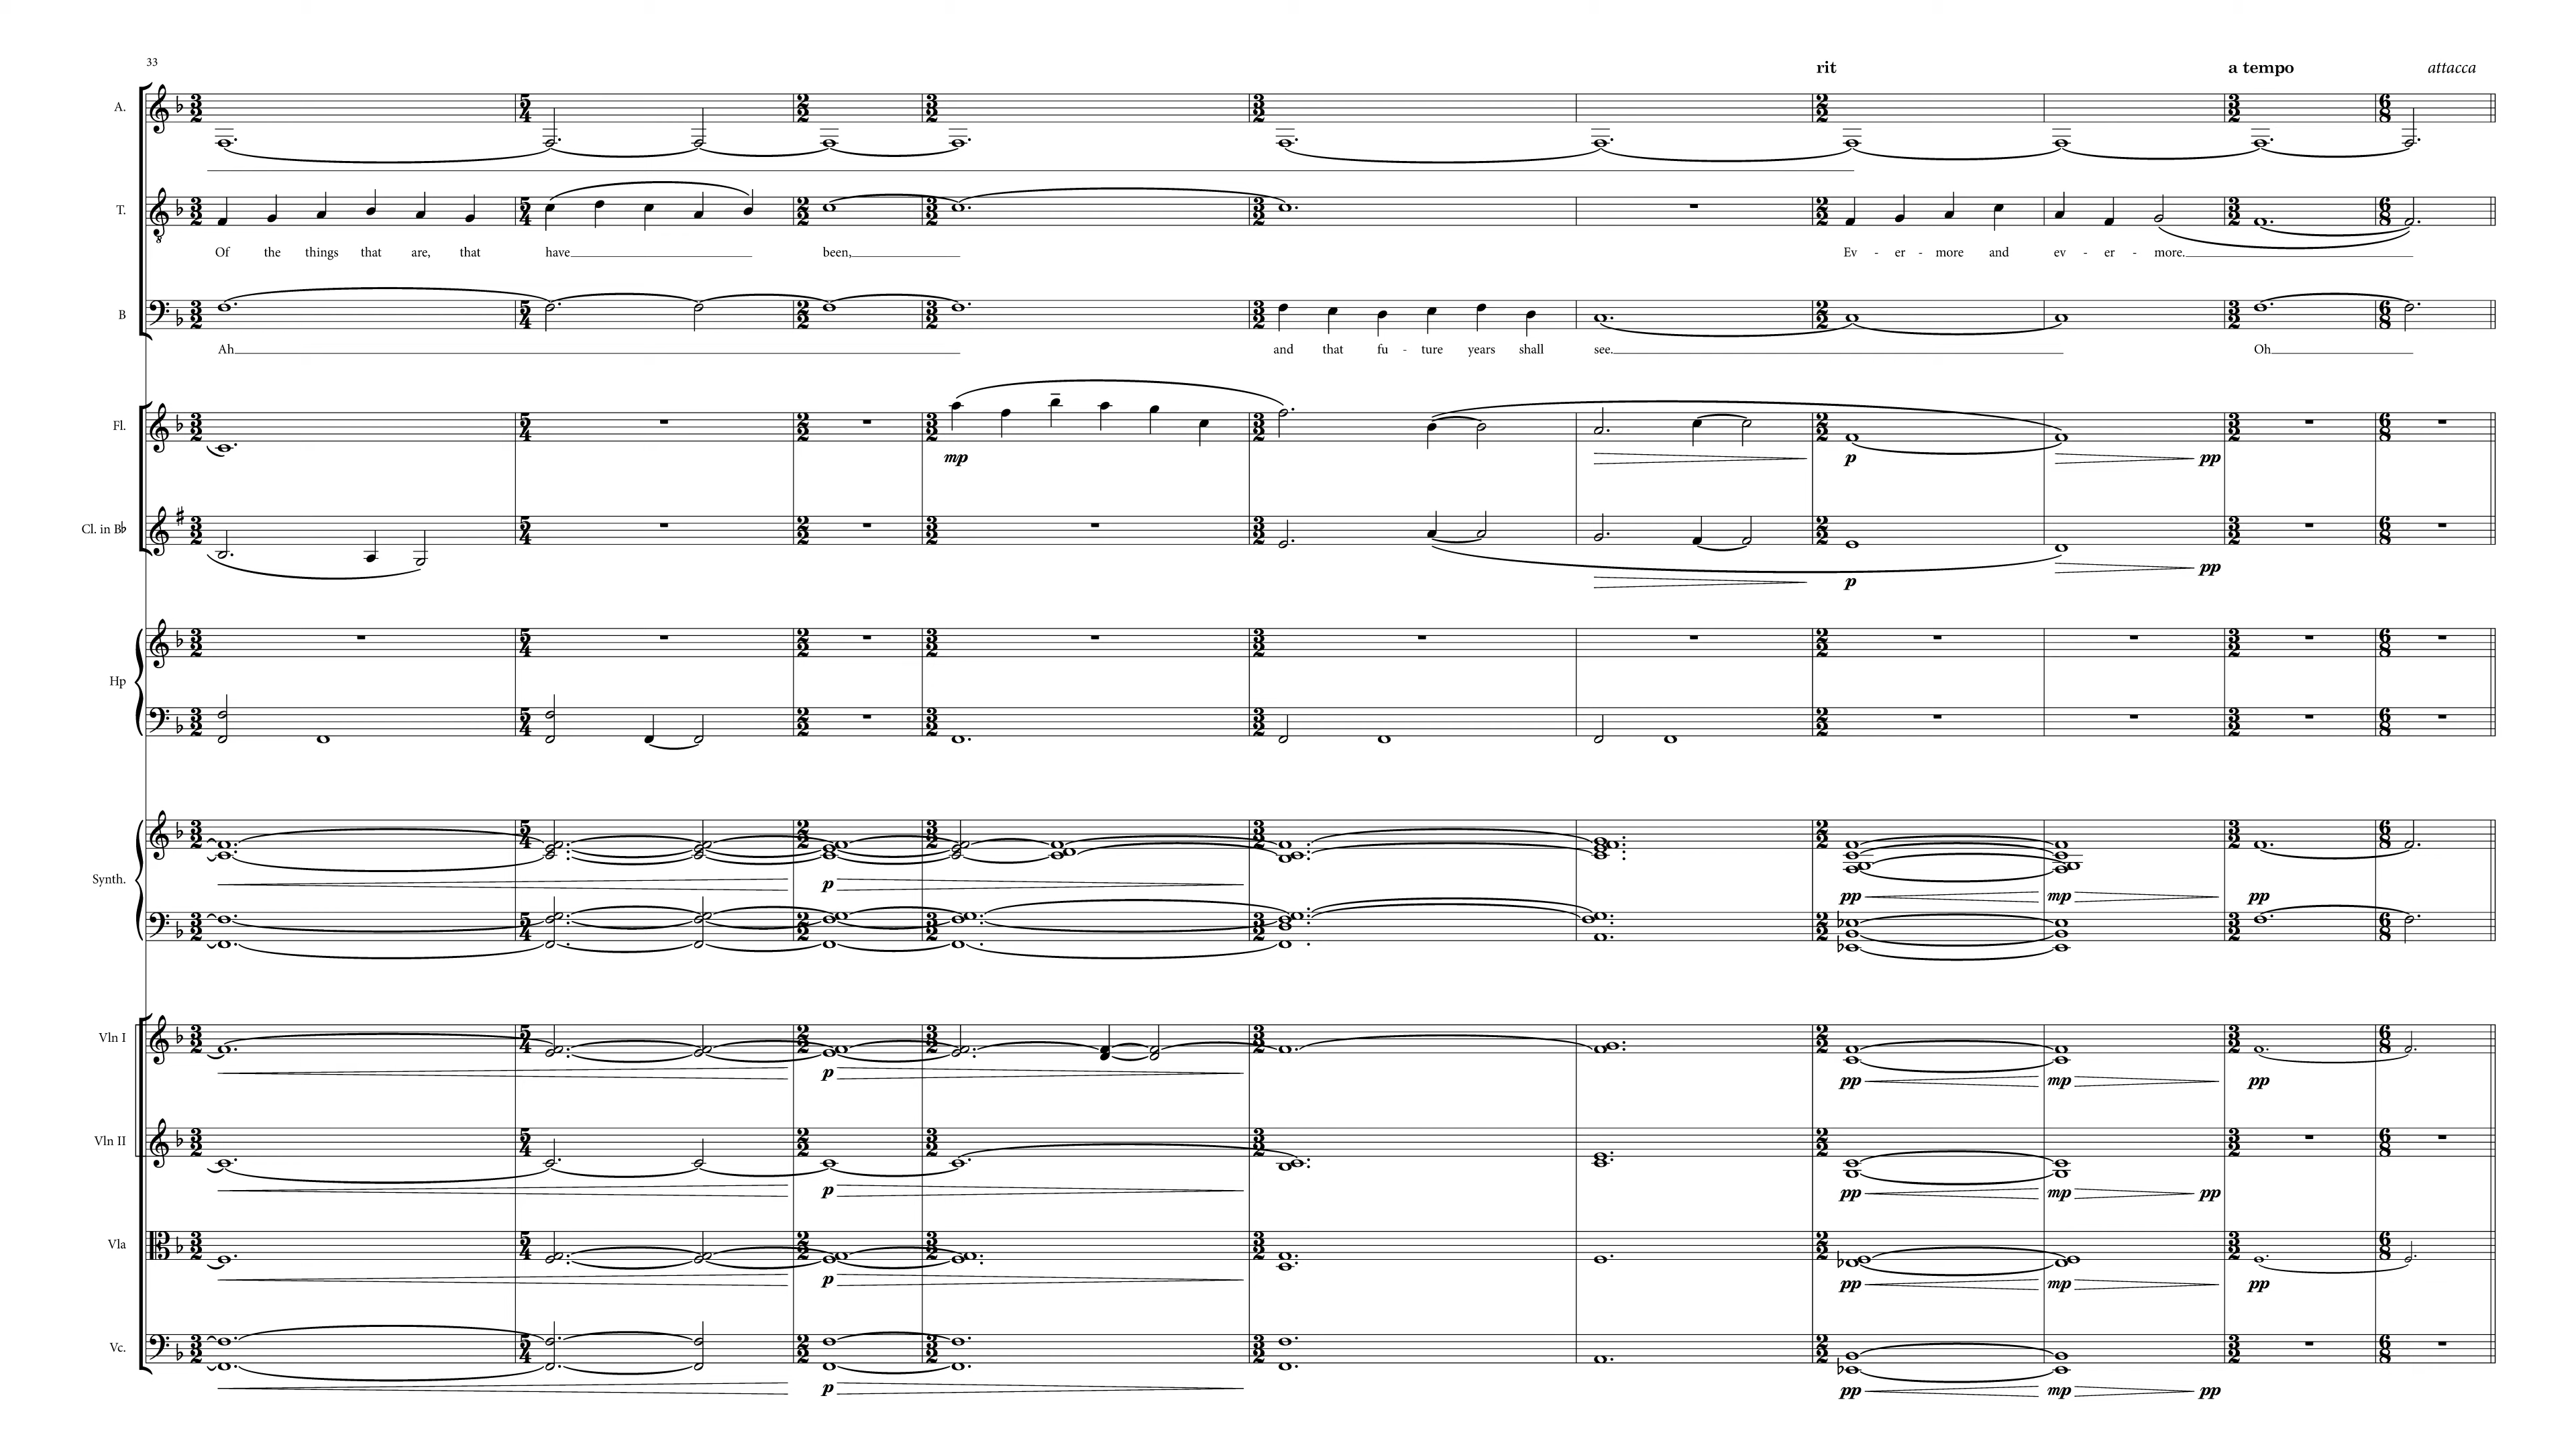 33
rit
a tempo
attacca
A.
T.
Of the things that are, that have been, Ev - er - more and ev - er - more.
B
Ah and that fu - ture years shall see. Oh
Fl.
mp p pp
Cl. in B♭
p pp
Hp
Synth.
p pp mp pp
Vln I
p pp mp pp
Vln II
p pp mp pp
Vla
p pp mp pp
Vc.
p pp mp pp